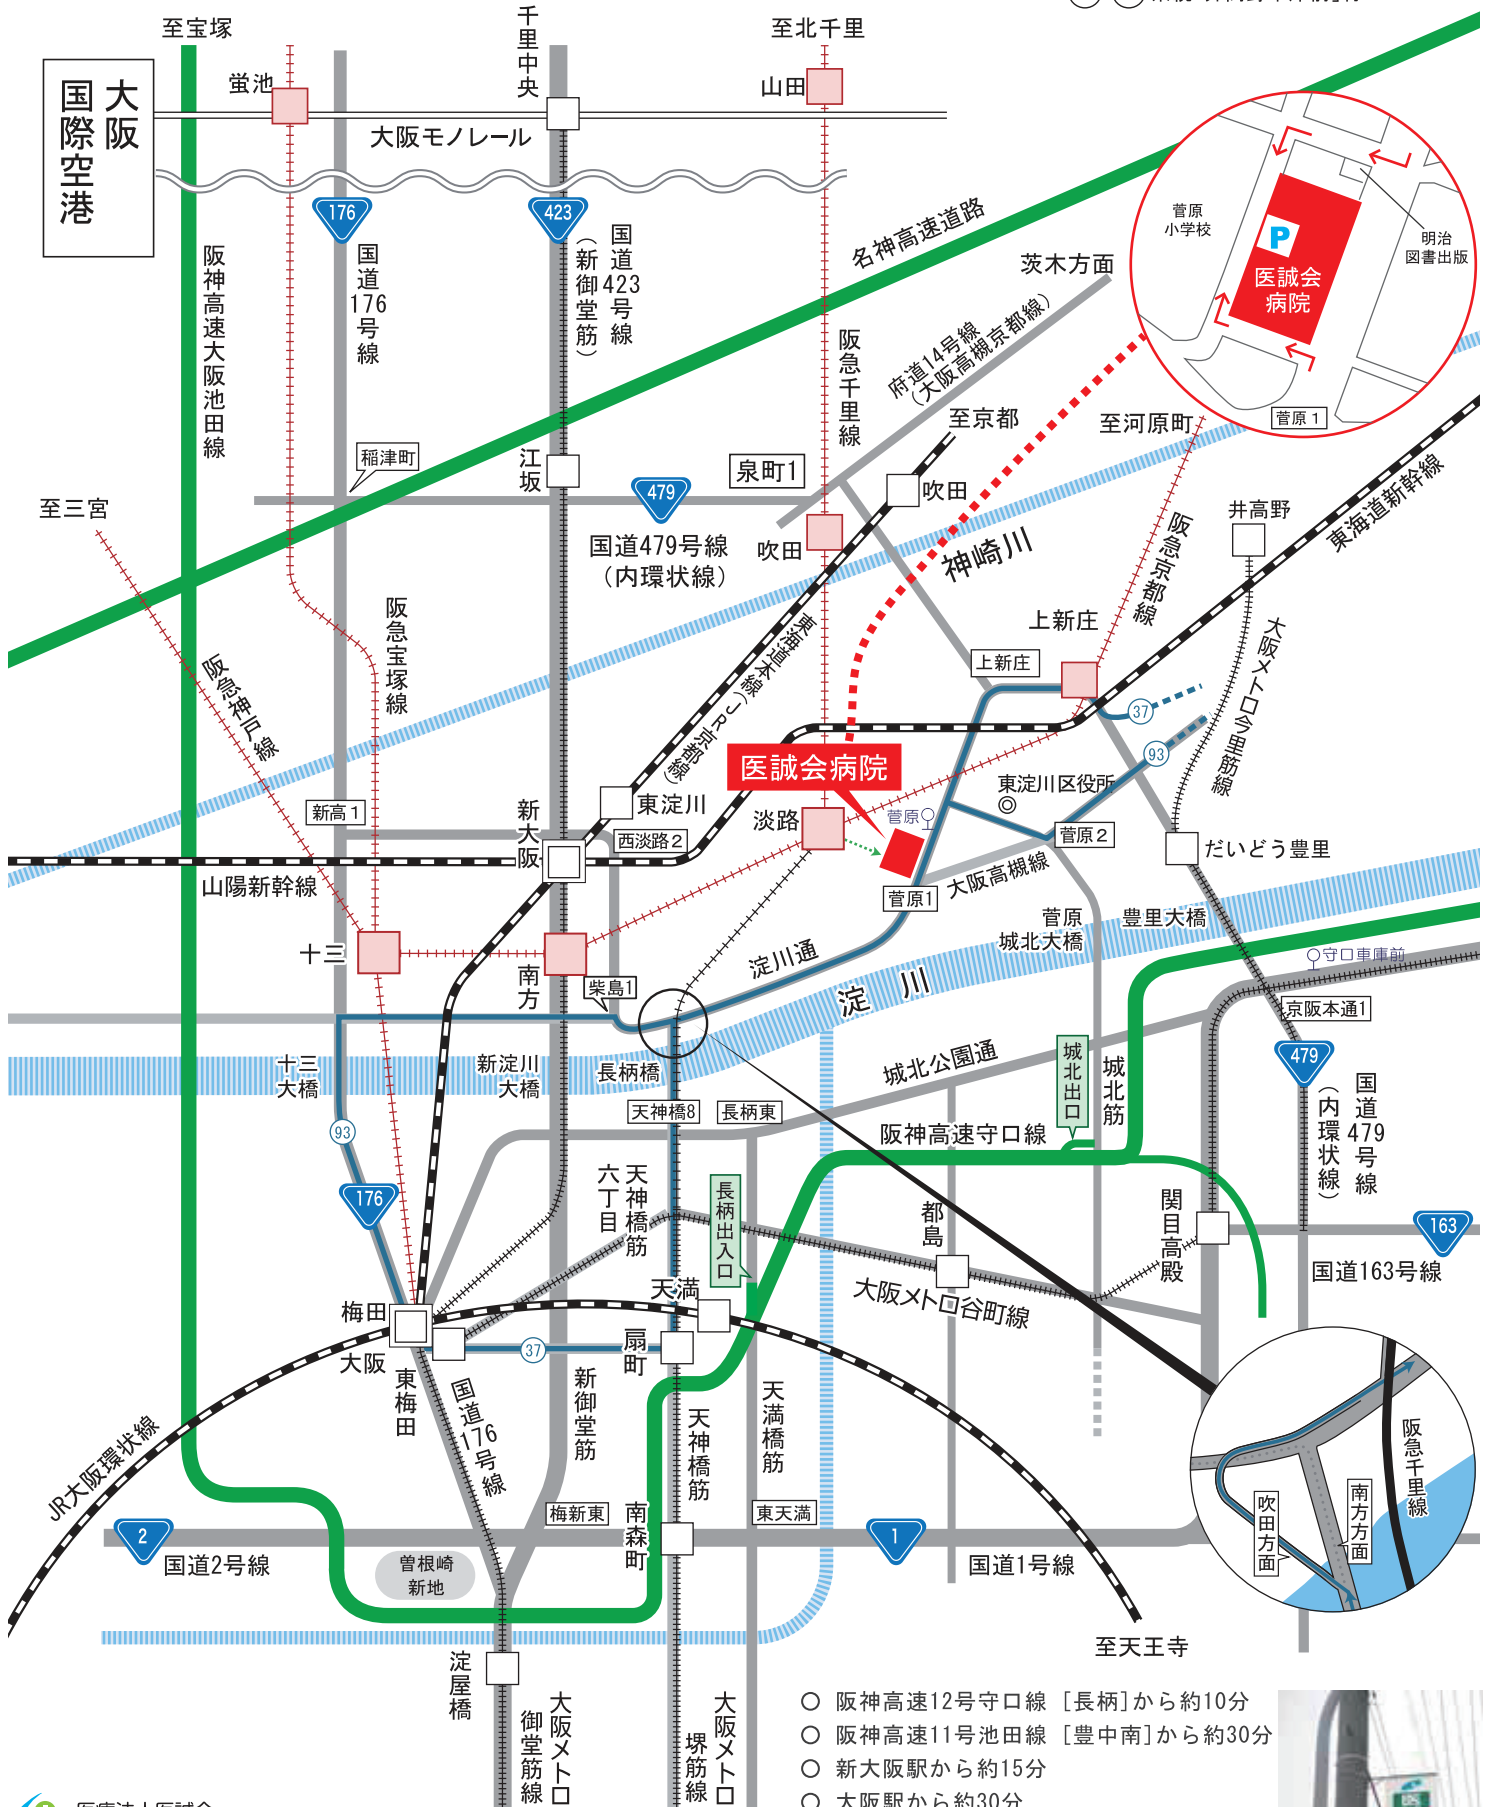 至宝塚
千里中央
至北千里
大阪
国際空港
蛍池
山田
大阪モノレール
176
423
阪神高速大阪池田線
国道176号線
国道423号線
（新御堂筋）
名神高速道路
茨木方面
府道14号線
（大阪高槻京都線）
阪急千里線
菅原
小学校
P
医誠会
病院
明治
図書出版
菅原1
至京都
至河原町
稲津町
江坂
479
泉町1
吹田
井高野
東海道新幹線
至三宮
国道479号線
（内環状線）
吹田
神崎川
阪急京都線
阪急宝塚線
阪急神戸線
東海道本線（JR京都線）
上新庄
上新庄
大阪メトロ今里筋線
37
93
医誠会病院
東淀川区役所
新高1
新大阪
東淀川
西淡路2
淡路
菅原
菅原2
だいどう豊里
山陽新幹線
大阪高槻線
菅原1
菅原
城北大橋
豊里大橋
十三
南方
柴島1
淀川通
淀川
守口車庫前
京阪本通1
十三
大橋
新淀川
大橋
長柄橋
城北公園通
城北出口
城北筋
479
国道479号線
（内環状線）
93
天神橋8
長柄東
阪神高速守口線
176
天神橋筋
六丁目
長柄出入口
都島
関目高殿
163
国道163号線
梅田
天満
大阪メトロ谷町線
大阪
東梅田
37
扇町
国道176号線
新御堂筋
天神橋筋
天満橋筋
JR大阪環状線
阪急千里線
吹田方面
南方方面
2
国道2号線
梅新東
南森町
東天満
1
国道1号線
曽根崎
新地
至天王寺
淀屋橋
大阪メトロ
御堂筋線
大阪メトロ
堺筋線
○ 阪神高速12号守口線［長柄］から約10分
○ 阪神高速11号池田線［豊中南］から約30分
○ 新大阪駅から約15分
○ 大阪駅から約30分